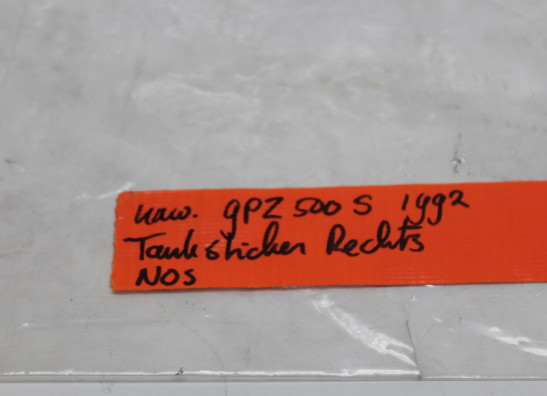 kaw. GPZ 500 S 1992
Tanksticker Rechts
NOS